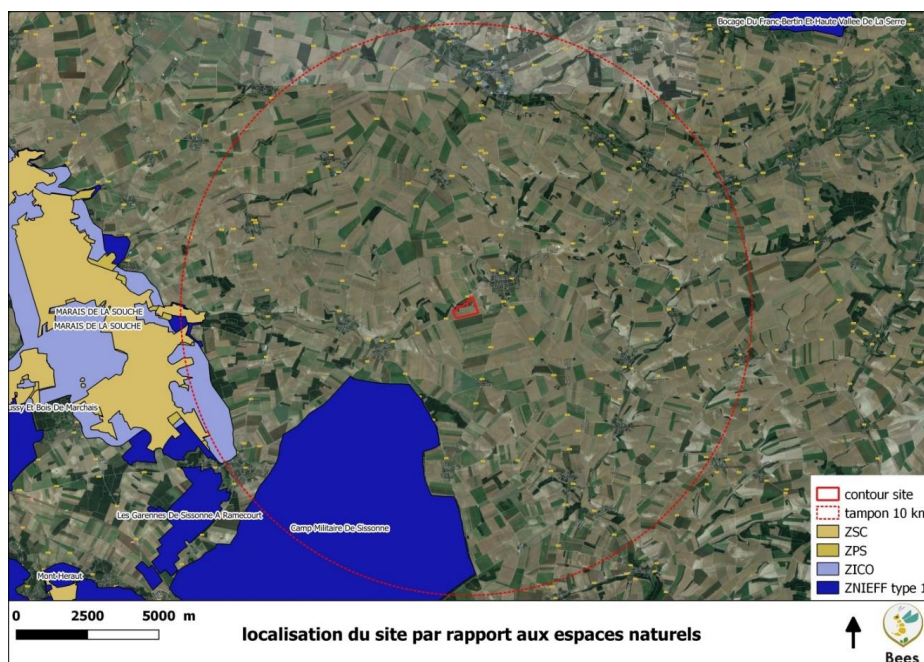 Bocage Du Franc-Bertin Et-Haute Vallee De La Serre
MARAIS DE LA SOUCHE
MARAIS DE LA SOUCHE
ussy Et Bois De Marchais
Les Garennes De-Sissonne A Ramecourt
Camp Militaire De Sissonne
Mont-Heraut
contour site
tampon 10 km
ZSC
ZPS
ZICO
ZNIEFF type 1
0 2500 5000 m
localisation du site par rapport aux espaces naturels
Bees